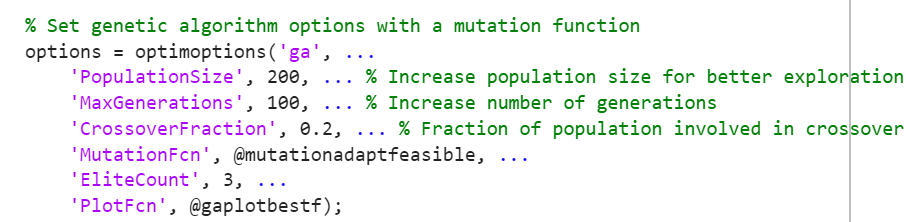 % Set genetic algorithm options with a mutation function
options = optimoptions('ga', ...
'PopulationSize', 200, ... % Increase population size for better exploration
'MaxGenerations', 100, ... % Increase number of generations
'CrossoverFraction', 0.2, ... % Fraction of population involved in crossover
'MutationFcn', @mutationadaptfeasible, ...
'EliteCount', 3, ...
'PlotFcn', @gaplotbestf);